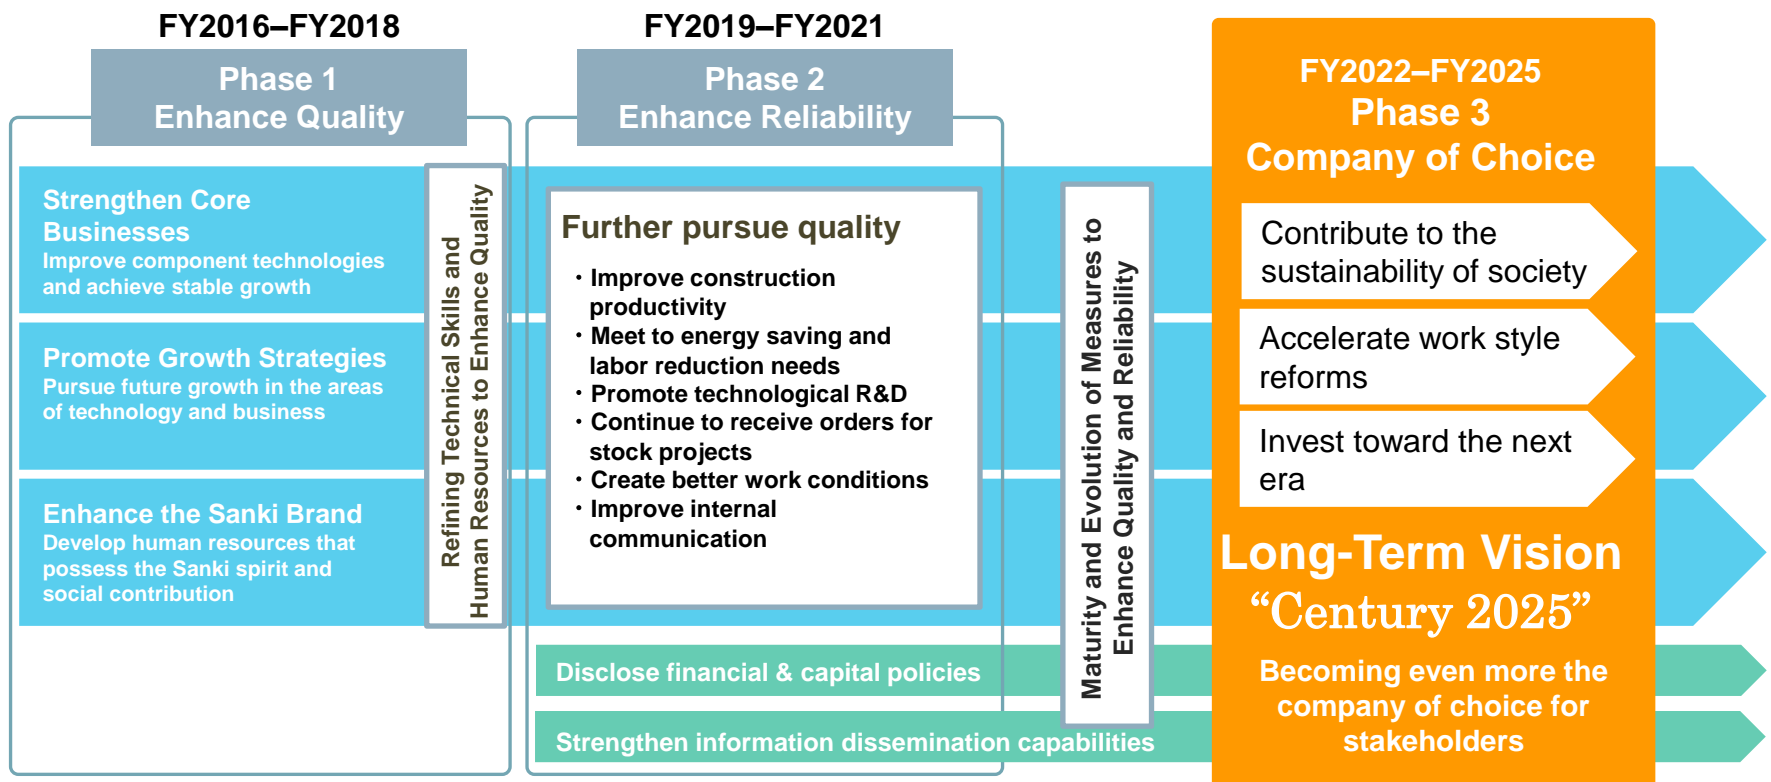 FY2016–FY2018
Phase 1
Enhance Quality
Strengthen Core
Businesses
Improve component technologies
and achieve stable growth
Promote Growth Strategies
Pursue future growth in the areas
of technology and business
Enhance the Sanki Brand
Develop human resources that
possess the Sanki spirit and
social contribution
Refining Technical Skills and
Human Resources to Enhance Quality
FY2019–FY2021
Phase 2
Enhance Reliability
Further pursue quality
・Improve construction
productivity
・Meet to energy saving and
labor reduction needs
・Promote technological R&D
・Continue to receive orders for
stock projects
・Create better work conditions
・Improve internal
communication
Disclose financial & capital policies
Strengthen information dissemination capabilities
Maturity and Evolution of Measures to
Enhance Quality and Reliability
FY2022–FY2025
Phase 3
Company of Choice
Contribute to the
sustainability of society
Accelerate work style
reforms
Invest toward the next
era
Long-Term Vision
“Century 2025”
Becoming even more the
company of choice for
stakeholders